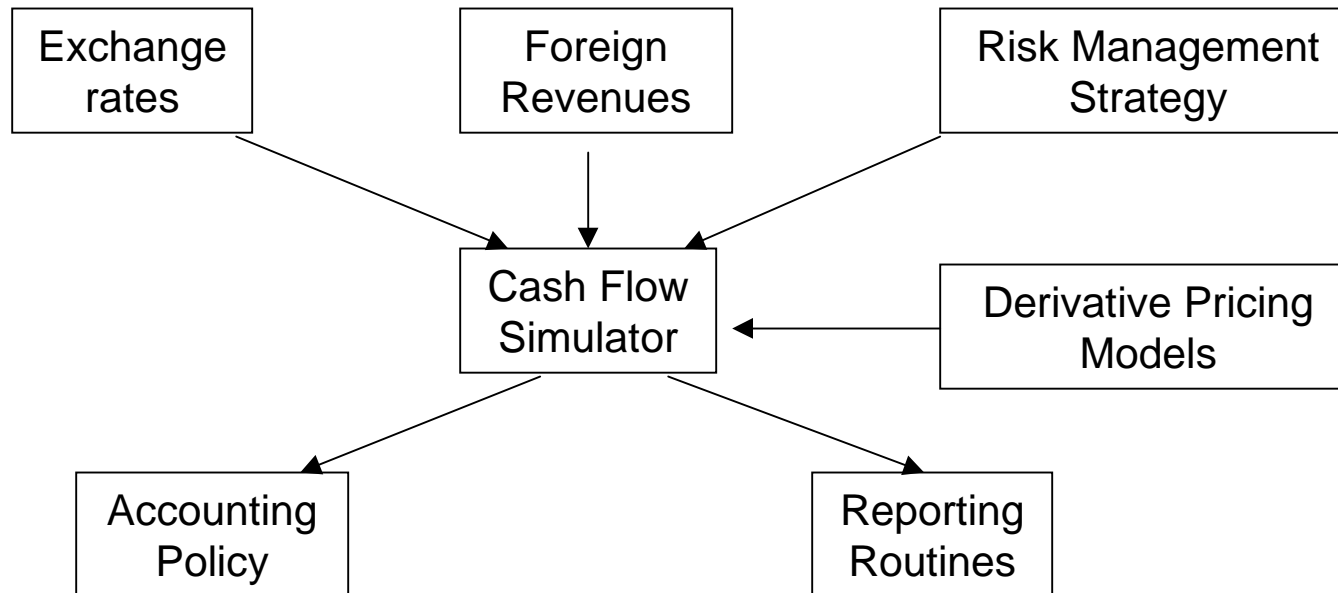 Exchange
rates
Foreign
Revenues
Risk Management
Strategy
Cash Flow
Simulator
Derivative Pricing
Models
Accounting
Policy
Reporting
Routines